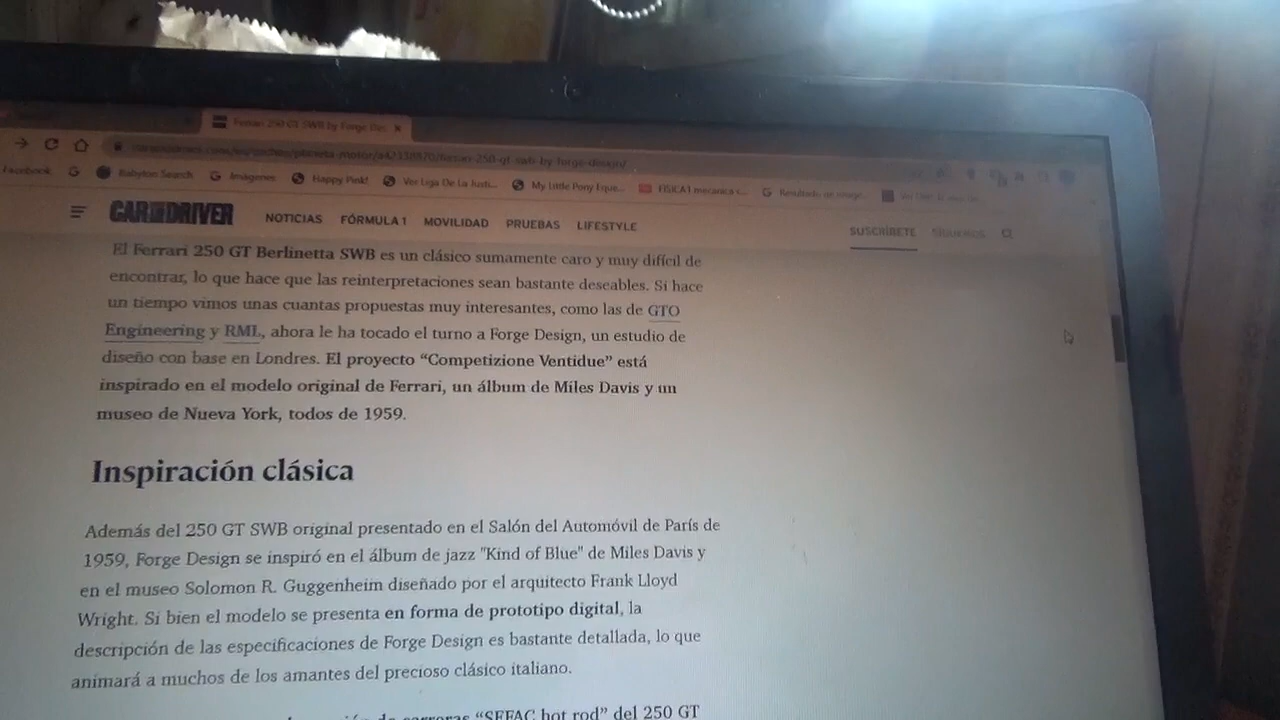 Ferrari 250 GT SWB by Forge Des
Facebook
Babylon Search
Imágenes
Happy Pink!
Ver Liga De La Justi...
My Little Pony Eque...
FISICA1 mecanica v...
Resultado de image...
CAR AND DRIVER
NOTICIAS FÓRMULA 1 MOVILIDAD PRUEBAS LIFESTYLE
SUSCRÍBETE SÍGUENOS
El Ferrari 250 GT Berlinetta SWB es un clásico sumamente caro y muy difícil de
encontrar, lo que hace que las reinterpretaciones sean bastante deseables. Si hace
un tiempo vimos unas cuantas propuestas muy interesantes, como las de GTO
Engineering y RML, ahora le ha tocado el turno a Forge Design, un estudio de
diseño con base en Londres. El proyecto “Competizione Ventidue” está
inspirado en el modelo original de Ferrari, un álbum de Miles Davis y un
museo de Nueva York, todos de 1959.
Inspiración clásica
Además del 250 GT SWB original presentado en el Salón del Automóvil de París de
1959, Forge Design se inspiró en el álbum de jazz "Kind of Blue" de Miles Davis y
en el museo Solomon R. Guggenheim diseñado por el arquitecto Frank Lloyd
Wright. Si bien el modelo se presenta en forma de prototipo digital, la
descripción de las especificaciones de Forge Design es bastante detallada, lo que
animará a muchos de los amantes del precioso clásico italiano.
de carreras “SEFAC hot rod” del 250 GT